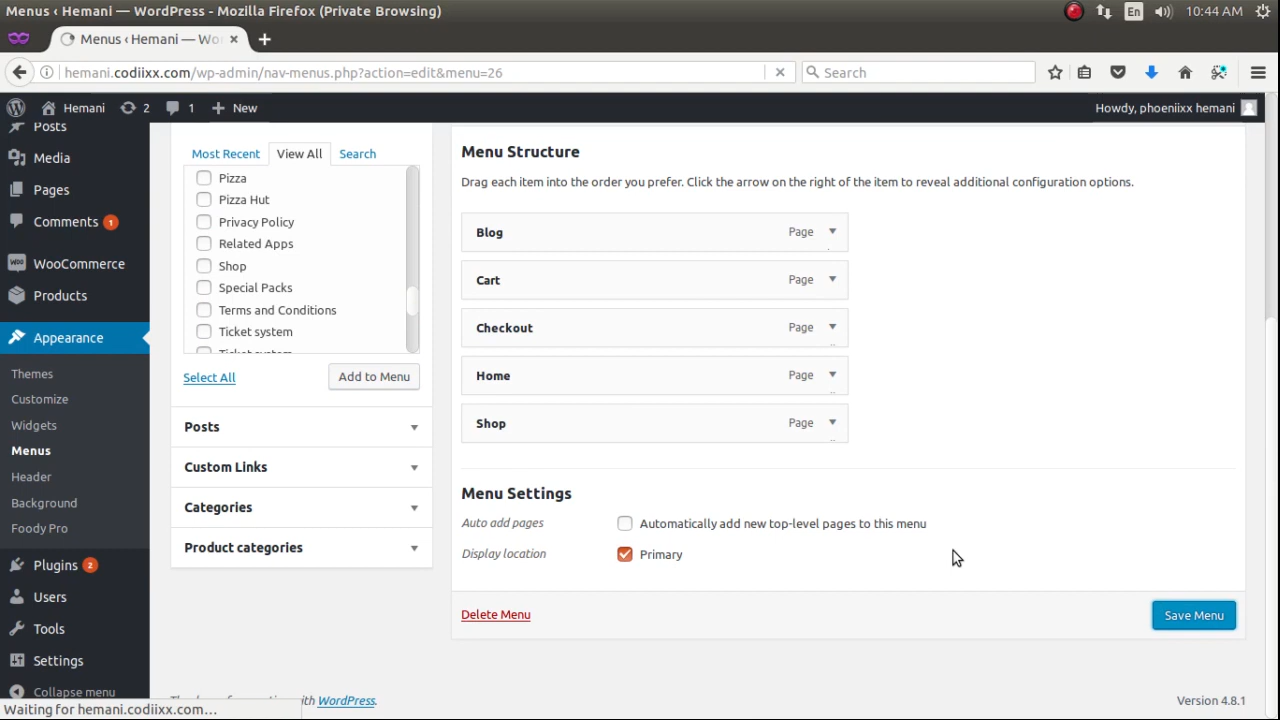 Menus ‹ Hemani — WordPress - Mozilla Firefox (Private Browsing)
En
10:44 AM
Menus ‹ Hemani — Wo
hemani.codiixx.com/wp-admin/nav-menus.php?action=edit&menu=26
Search
Hemani
2
1
New
Howdy, phoeniixx hemani
Posts
Media
Pages
Comments 1
WooCommerce
Products
Appearance
Themes
Customize
Widgets
Menus
Header
Background
Foody Pro
Plugins 2
Users
Tools
Settings
Collapse menu
Most Recent
View All
Search
Pizza
Pizza Hut
Privacy Policy
Related Apps
Shop
Special Packs
Terms and Conditions
Ticket system
Select All
Add to Menu
Posts
Custom Links
Categories
Product categories
Menu Structure
Drag each item into the order you prefer. Click the arrow on the right of the item to reveal additional configuration options.
Blog Page
Cart Page
Checkout Page
Home Page
Shop Page
Menu Settings
Auto add pages
Automatically add new top-level pages to this menu
Display location
Primary
Delete Menu
Save Menu
with WordPress.
Version 4.8.1
Waiting for hemani.codiixx.com...